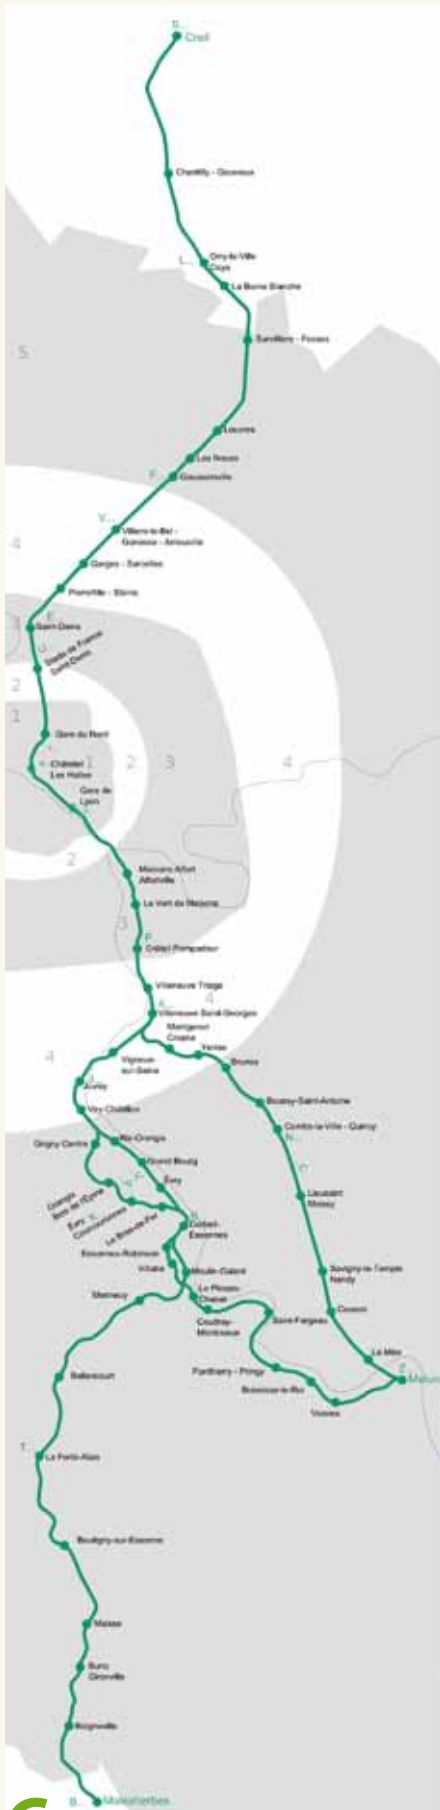 Creil
Chantilly - Gouvieux
Orry-la-Ville
Coye
La Borne Blanche
Survilliers - Fosses
5
Louvres
Les Noues
Goussainville
Villiers-le-Bel -
Gonesse - Arnouville
4
Garges - Sarcelles
Pierrefitte - Stains
Saint-Denis
3
Stade de France
Saint-Denis
2
1
Gare du Nord
1
2
3
4
Châtelet
Les Halles
Gare de
Lyon
2
Maisons-Alfort
Alfortville
Le Vert de Maisons
3
Créteil Pompadour
Villeneuve Triage
4
Villeneuve Saint-Georges
Montgeron
Crosne
4
Vigneux-
sur-Seine
Yerres
Brunoy
Juvisy
Boussy-Saint-Antoine
Viry Châtillon
Combs-la-Ville - Quincy
Grigny Centre
Ris-Orangis
Grand Bourg
Évry
Orangis
Bois de l'Épine
Évry
Courcouronnes
Le Bras-de-Fer
Lieusaint
Moissy
Corbeil-
Essonnes
Essonnes-Robinson
Villabé
Moulin-Galant
Savigny-le-Temple
Nandy
Mennecy
Le Plessis-
Chenet
Coudray-
Montceaux
Saint-Fargeau
Cesson
Le Mée
Melun
Ponthierry - Pringy
Boissise-le-Roi
Vosves
Ballancourt
La Ferté-Alais
Boutigny-sur-Essonne
Maisse
Buno
Gironville
Boigneville
Malesherbes